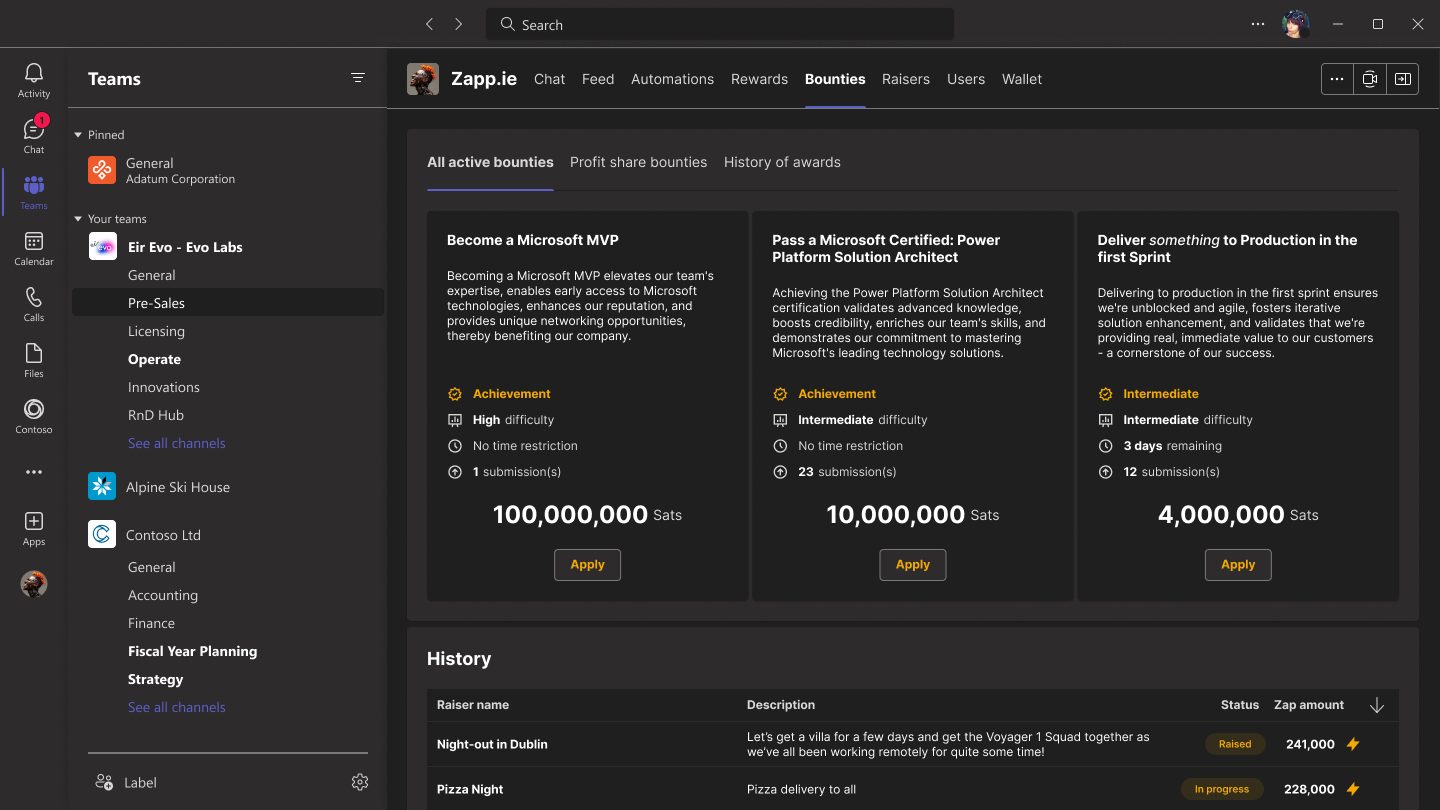 Search
Activity
1
Chat
Teams
Calendar
Calls
Files
Contoso
Apps
Teams
Pinned
General
Adatum Corporation
Your teams
eir evo
Eir Evo - Evo Labs
General
Pre-Sales
Licensing
Operate
Innovations
RnD Hub
See all channels
Alpine Ski House
Contoso Ltd
General
Accounting
Finance
Fiscal Year Planning
Strategy
See all channels
Label
Zapp.ie Chat Feed Automations Rewards Bounties Raisers Users Wallet
All active bounties Profit share bounties History of awards
Become a Microsoft MVP
Becoming a Microsoft MVP elevates our team's
expertise, enables early access to Microsoft
technologies, enhances our reputation, and
provides unique networking opportunities,
thereby benefiting our company.
Achievement
High difficulty
No time restriction
1 submission(s)
100,000,000 Sats
Apply
Pass a Microsoft Certified: Power
Platform Solution Architect
Achieving the Power Platform Solution Architect
certification validates advanced knowledge,
boosts credibility, enriches our team's skills, and
demonstrates our commitment to mastering
Microsoft's leading technology solutions.
Achievement
Intermediate difficulty
No time restriction
23 submission(s)
10,000,000 Sats
Apply
Deliver something to Production in the
first Sprint
Delivering to production in the first sprint ensures
we're unblocked and agile, fosters iterative
solution enhancement, and validates that we're
providing real, immediate value to our customers
- a cornerstone of our success.
Intermediate
Intermediate difficulty
3 days remaining
12 submission(s)
4,000,000 Sats
Apply
History
Raiser name Description Status Zap amount
Night-out in Dublin
Let's get a villa for a few days and get the Voyager 1 Squad together as
we've all been working remotely for quite some time!
Raised 241,000
Pizza Night Pizza delivery to all In progress 228,000